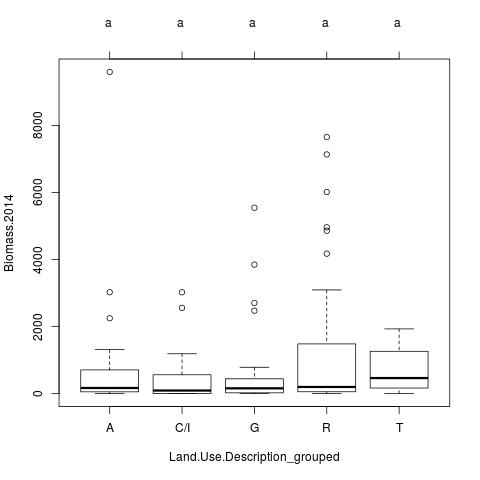 a a a a a
8000
6000
4000
2000
0
Biomass.2014
A C/I G R T
Land.Use.Description_grouped